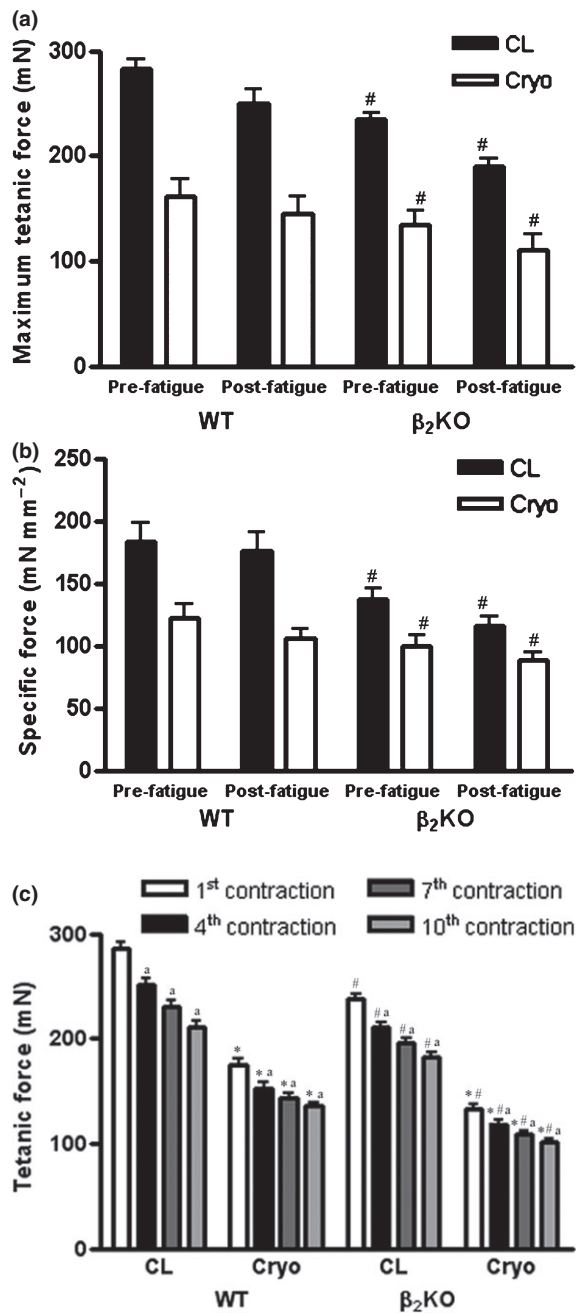 (a)
Maximum tetanic force (mN)
300
200
100
0
CL
Cryo
#
#
#
#
Pre-fatigue Post-fatigue Pre-fatigue Post-fatigue
WT β₂KO
(b)
Specific force (mN mm⁻²)
250
200
150
100
50
0
CL
Cryo
#
#
#
#
Pre-fatigue Post-fatigue Pre-fatigue Post-fatigue
WT β₂KO
(c)
1st contraction 7th contraction
4th contraction 10th contraction
Tetanic force (mN)
300
200
100
0
a
a
a
*
* a
* a
* a
#
# a
# a
# a
* #
* # a
* # a
* # a
CL Cryo CL Cryo
WT β₂KO